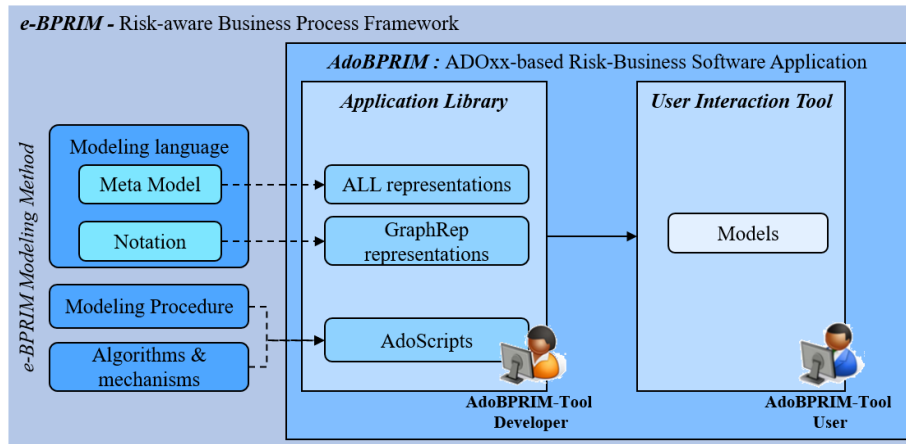 e-BPRIM - Risk-aware Business Process Framework
AdoBPRIM : ADOxx-based Risk-Business Software Application
e-BPRIM Modeling Method
Modeling language
Meta Model
Notation
Modeling Procedure
Algorithms &
mechanisms
Application Library
ALL representations
GraphRep
representations
AdoScripts
AdoBPRIM-Tool
Developer
User Interaction Tool
Models
AdoBPRIM-Tool
User